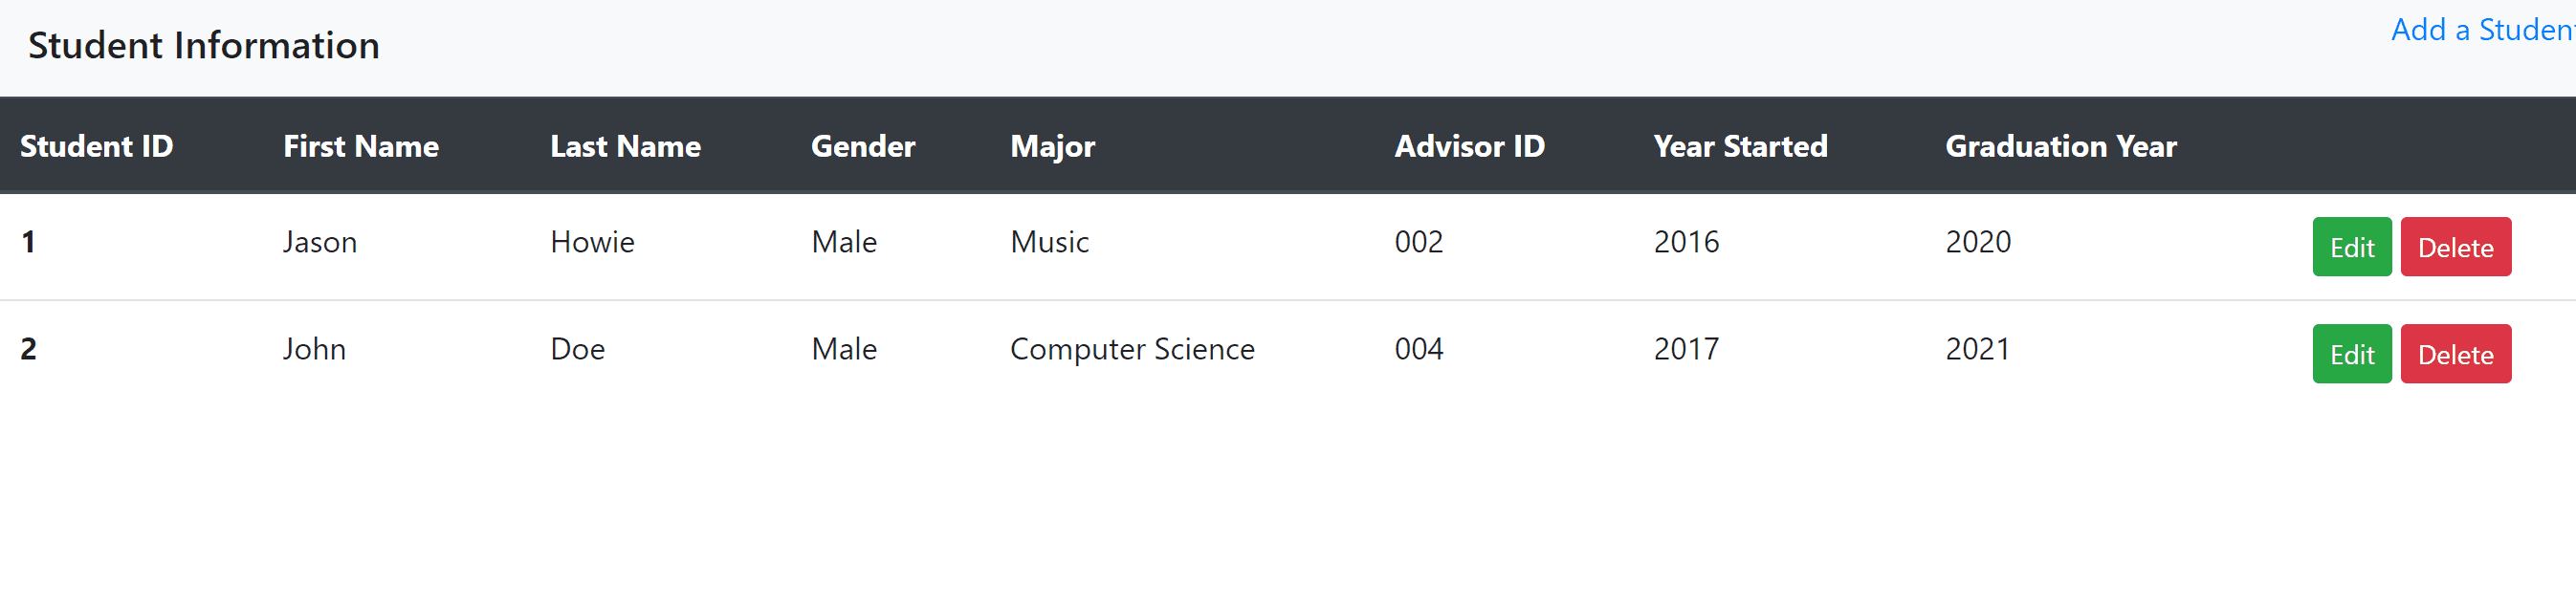 Student Information
Add a Studen
Student ID First Name Last Name Gender Major Advisor ID Year Started Graduation Year
1 Jason Howie Male Music 002 2016 2020 Edit Delete
2 John Doe Male Computer Science 004 2017 2021 Edit Delete